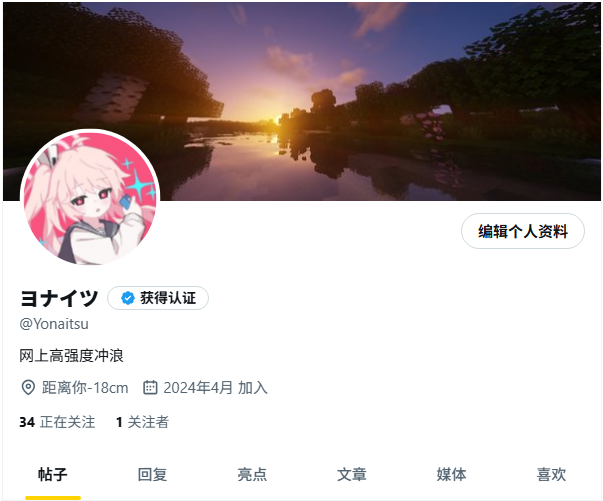 编辑个人资料
ヨナイツ 获得认证
@Yonaitsu
网上高强度冲浪
距离你-18cm 2024年4月 加入
34 正在关注 1 关注者
帖子 回复 亮点 文章 媒体 喜欢